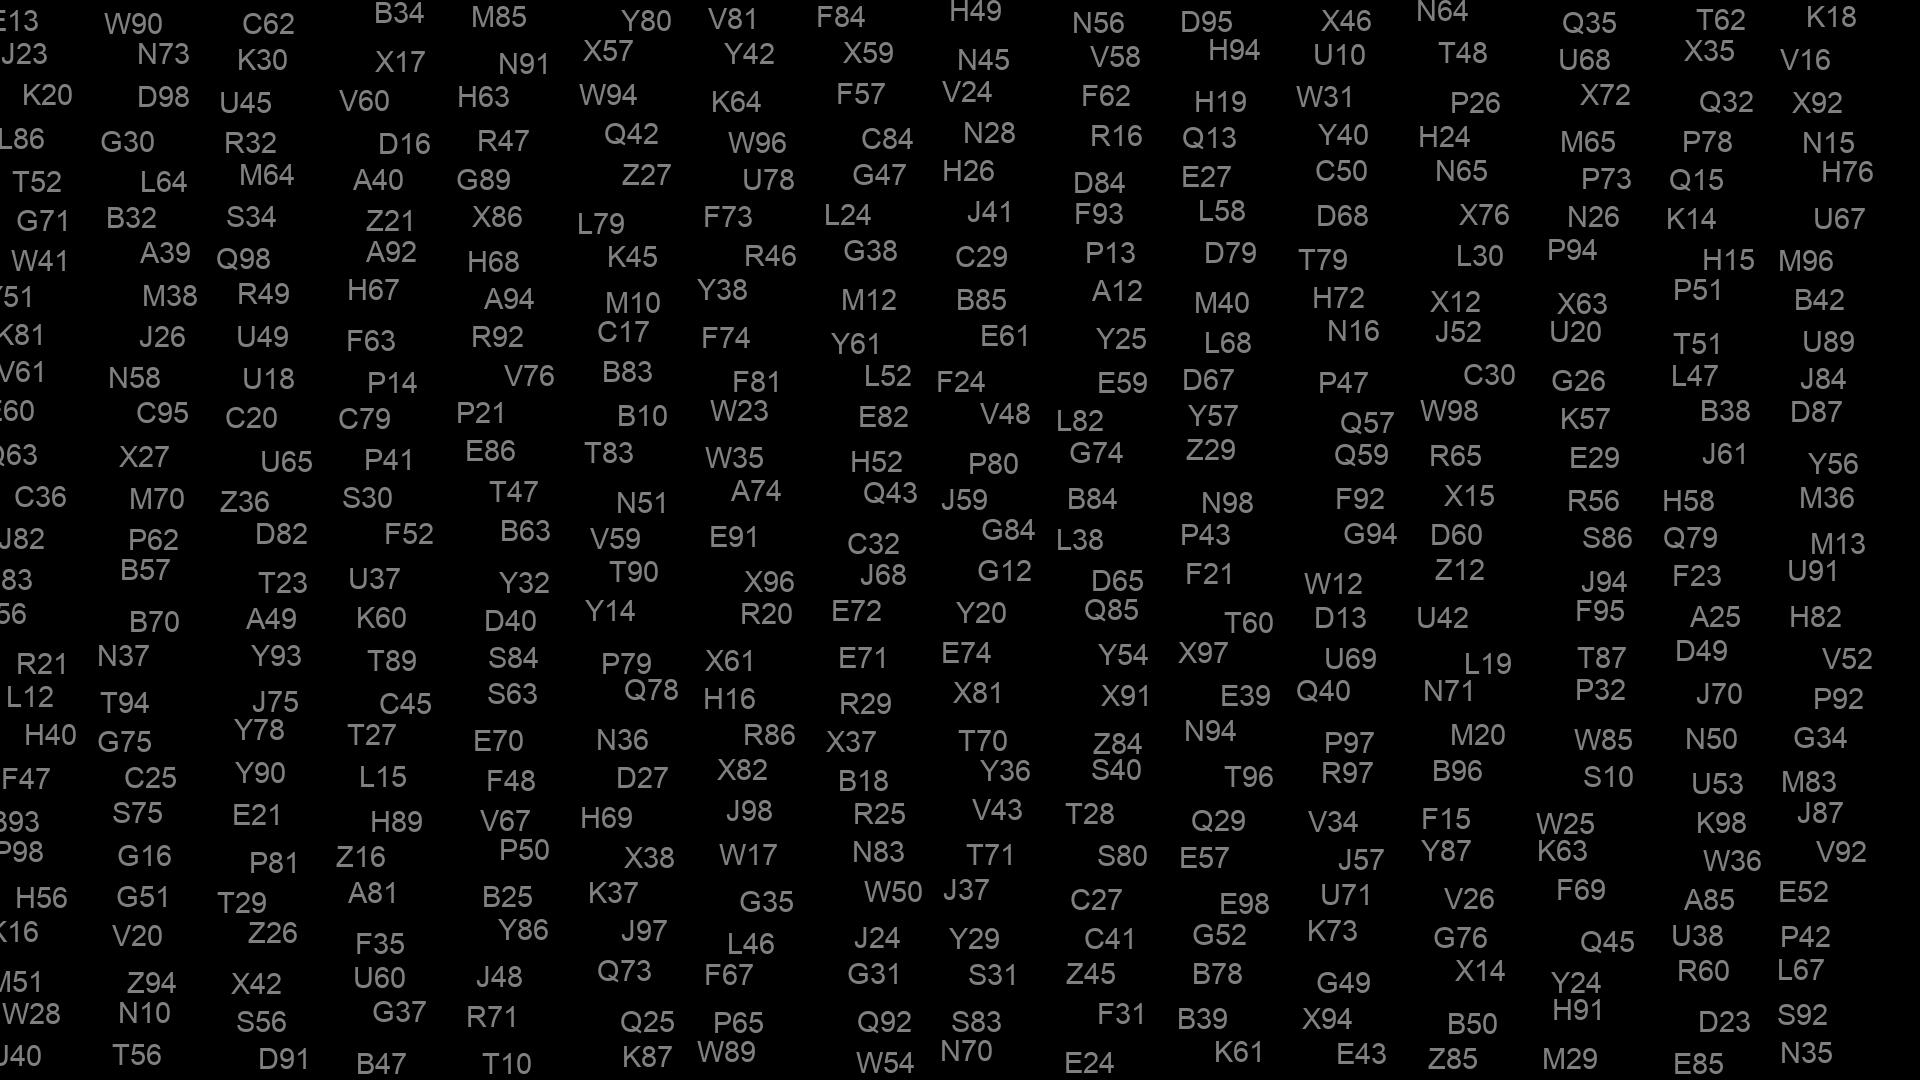 E13 W90 C62 B34 M85 Y80 V81 F84 H49 N56 D95 X46 N64 Q35 T62 K18
J23 N73 K30 X17 N91 X57 Y42 X59 N45 V58 H94 U10 T48 U68 X35 V16
K20 D98 U45 V60 H63 W94 K64 F57 V24 F62 H19 W31 P26 X72 Q32 X92
L86 G30 R32 D16 R47 Q42 W96 C84 N28 R16 Q13 Y40 H24 M65 P78 N15
T52 L64 M64 A40 G89 Z27 U78 G47 H26 D84 E27 C50 N65 P73 Q15 H76
G71 B32 S34 Z21 X86 L79 F73 L24 J41 F93 L58 D68 X76 N26 K14 U67
W41 A39 Q98 A92 H68 K45 R46 G38 C29 P13 D79 T79 L30 P94 H15 M96
Y51 M38 R49 H67 A94 M10 Y38 M12 B85 A12 M40 H72 X12 X63 P51 B42
K81 J26 U49 F63 R92 C17 F74 Y61 E61 Y25 L68 N16 J52 U20 T51 U89
V61 N58 U18 P14 V76 B83 F81 L52 F24 E59 D67 P47 C30 G26 L47 J84
E60 C95 C20 C79 P21 B10 W23 E82 V48 L82 Y57 Q57 W98 K57 B38 D87
Q63 X27 U65 P41 E86 T83 W35 H52 P80 G74 Z29 Q59 R65 E29 J61 Y56
C36 M70 Z36 S30 T47 N51 A74 Q43 J59 B84 N98 F92 X15 R56 H58 M36
J82 P62 D82 F52 B63 V59 E91 C32 G84 L38 P43 G94 D60 S86 Q79 M13
83 B57 T23 U37 Y32 T90 X96 J68 G12 D65 F21 W12 Z12 J94 F23 U91
56 B70 A49 K60 D40 Y14 R20 E72 Y20 Q85 T60 D13 U42 F95 A25 H82
R21 N37 Y93 T89 S84 P79 X61 E71 E74 Y54 X97 U69 L19 T87 D49 V52
L12 T94 J75 C45 S63 Q78 H16 R29 X81 X91 E39 Q40 N71 P32 J70 P92
H40 G75 Y78 T27 E70 N36 R86 X37 T70 Z84 N94 P97 M20 W85 N50 G34
F47 C25 Y90 L15 F48 D27 X82 B18 Y36 S40 T96 R97 B96 S10 U53 M83
B93 S75 E21 H89 V67 H69 J98 R25 V43 T28 Q29 V34 F15 W25 K98 J87
P98 G16 P81 Z16 P50 X38 W17 N83 T71 S80 E57 J57 Y87 K63 W36 V92
H56 G51 T29 A81 B25 K37 G35 W50 J37 C27 E98 U71 V26 F69 A85 E52
K16 V20 Z26 F35 Y86 J97 L46 J24 Y29 C41 G52 K73 G76 Q45 U38 P42
M51 Z94 X42 U60 J48 Q73 F67 G31 S31 Z45 B78 G49 X14 Y24 R60 L67
W28 N10 S56 G37 R71 Q25 P65 Q92 S83 F31 B39 X94 B50 H91 D23 S92
U40 T56 D91 B47 T10 K87 W89 W54 N70 E24 K61 E43 Z85 M29 E85 N35